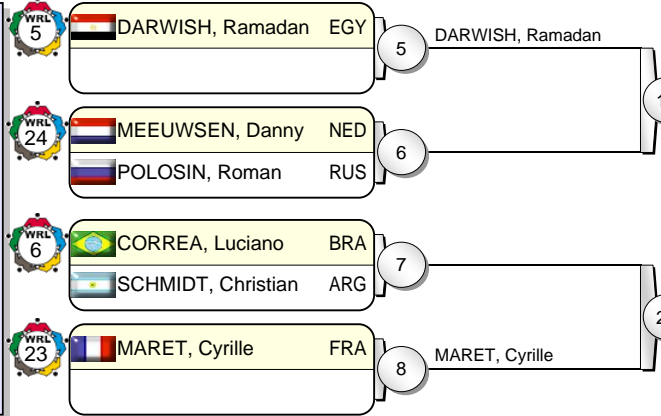 WRL
5
DARWISH, Ramadan EGY
5
DARWISH, Ramadan
WRL
24
MEEUWSEN, Danny NED
POLOSIN, Roman RUS
6
WRL
6
CORREA, Luciano BRA
SCHMIDT, Christian ARG
7
WRL
23
MARET, Cyrille FRA
8
MARET, Cyrille